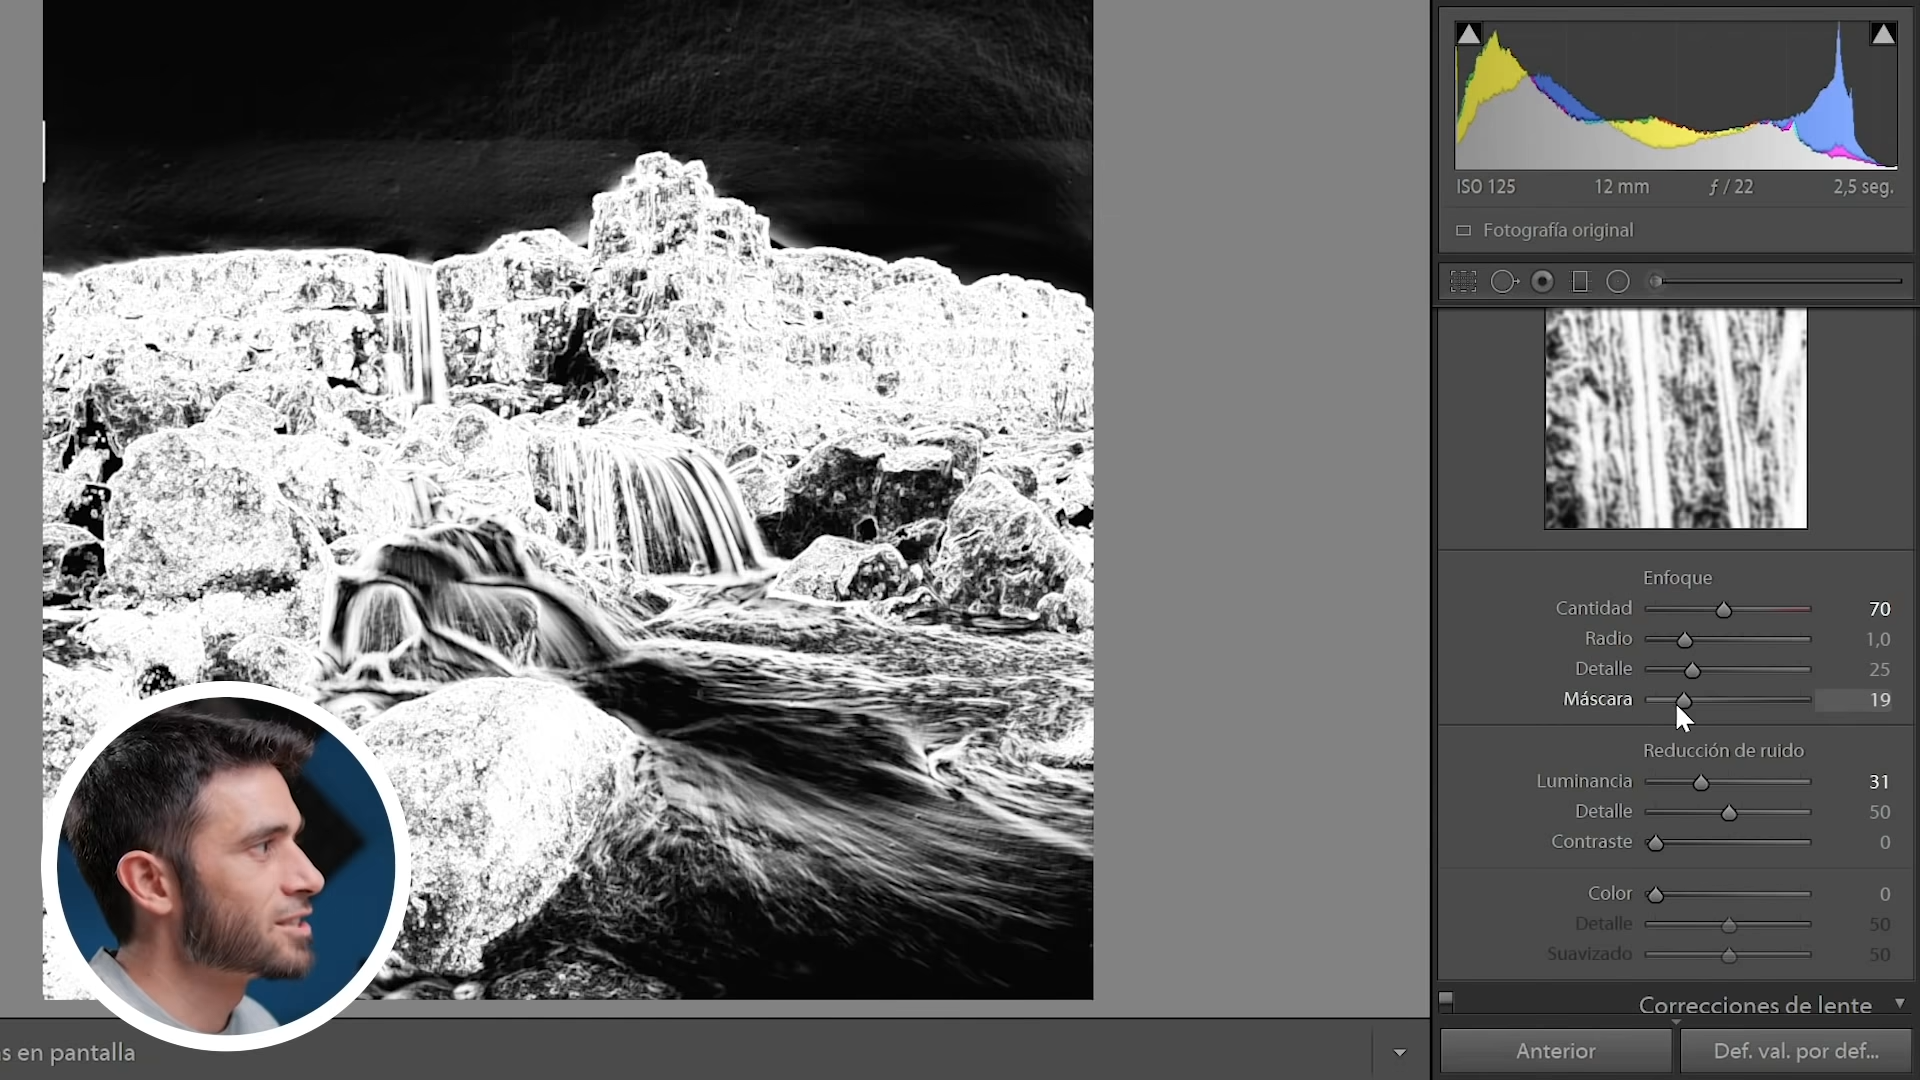 ISO 125 12 mm ƒ / 22 2,5 seg.
Fotografía original
Enfoque
Cantidad 70
Radio 1,0
Detalle 25
Máscara 19
Reducción de ruido
Luminancia 31
Detalle 50
Contraste 0
Color 0
Detalle 50
Suavizado 50
Correcciones de lente
s en pantalla
Anterior Def. val. por def...